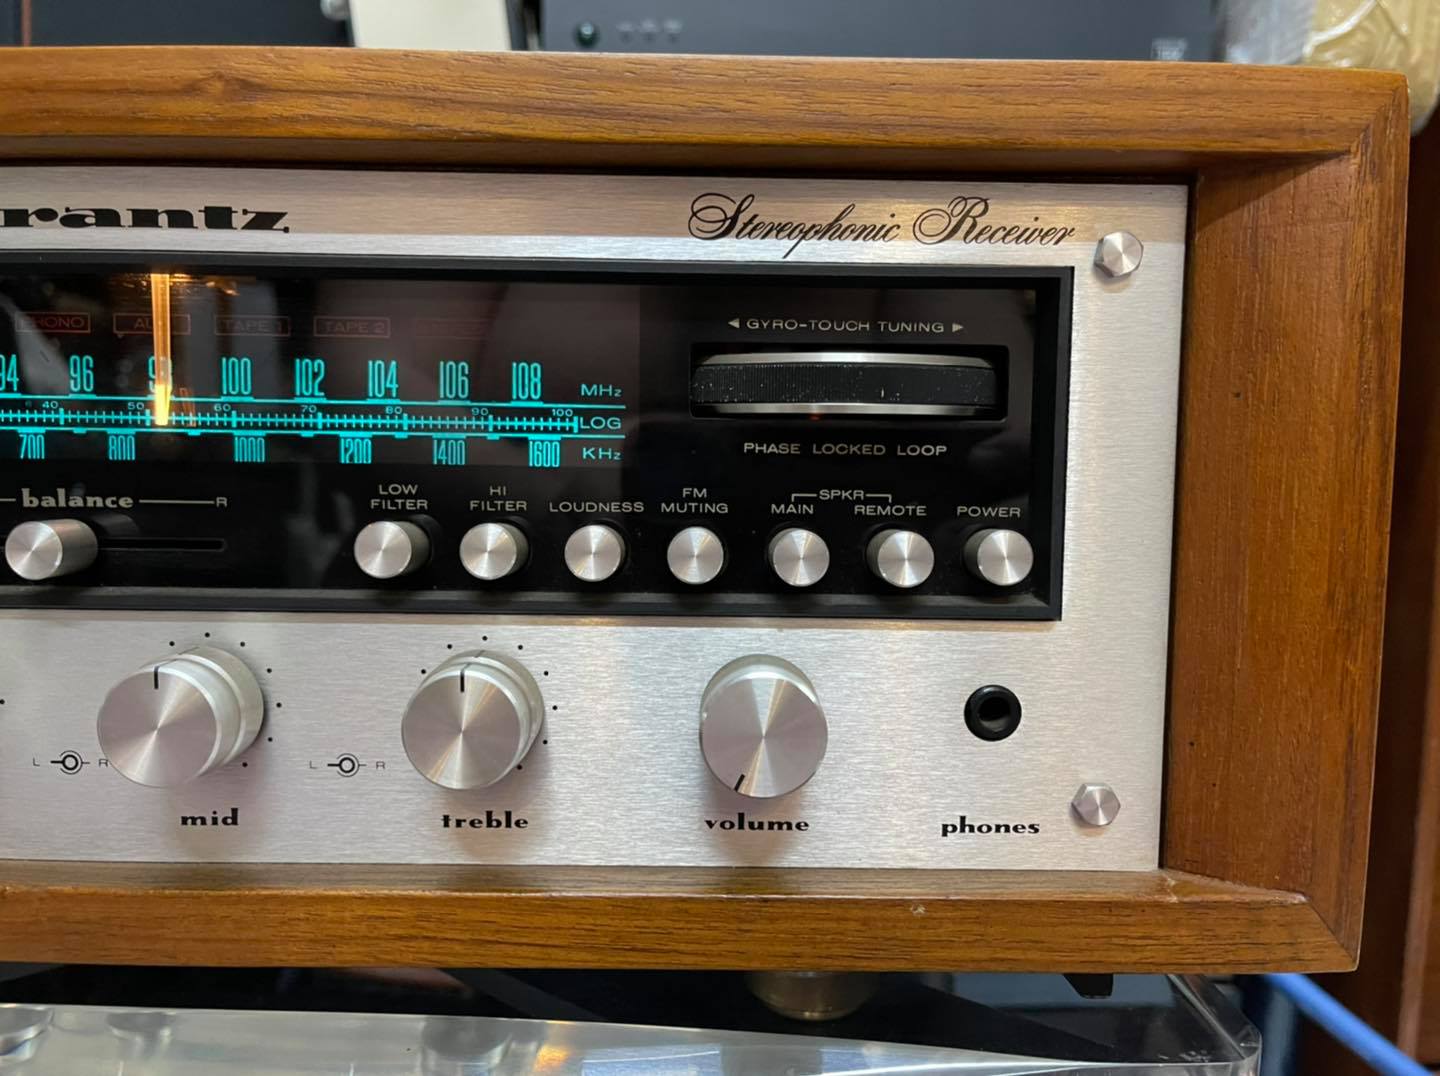 rantz
Stereophonic Receiver
PHONO AUX TAPE 1 TAPE 2
◄ GYRO-TOUCH TUNING ►
94 96 98 100 102 104 106 108 MHz
40 50 60 70 80 90 100 LOG
700 800 1000 1200 1400 1600 KHz
PHASE LOCKED LOOP
balance R
LOW FILTER
HI FILTER
LOUDNESS
FM MUTING
SPKR
MAIN REMOTE
POWER
L R
L R
mid
treble
volume
phones